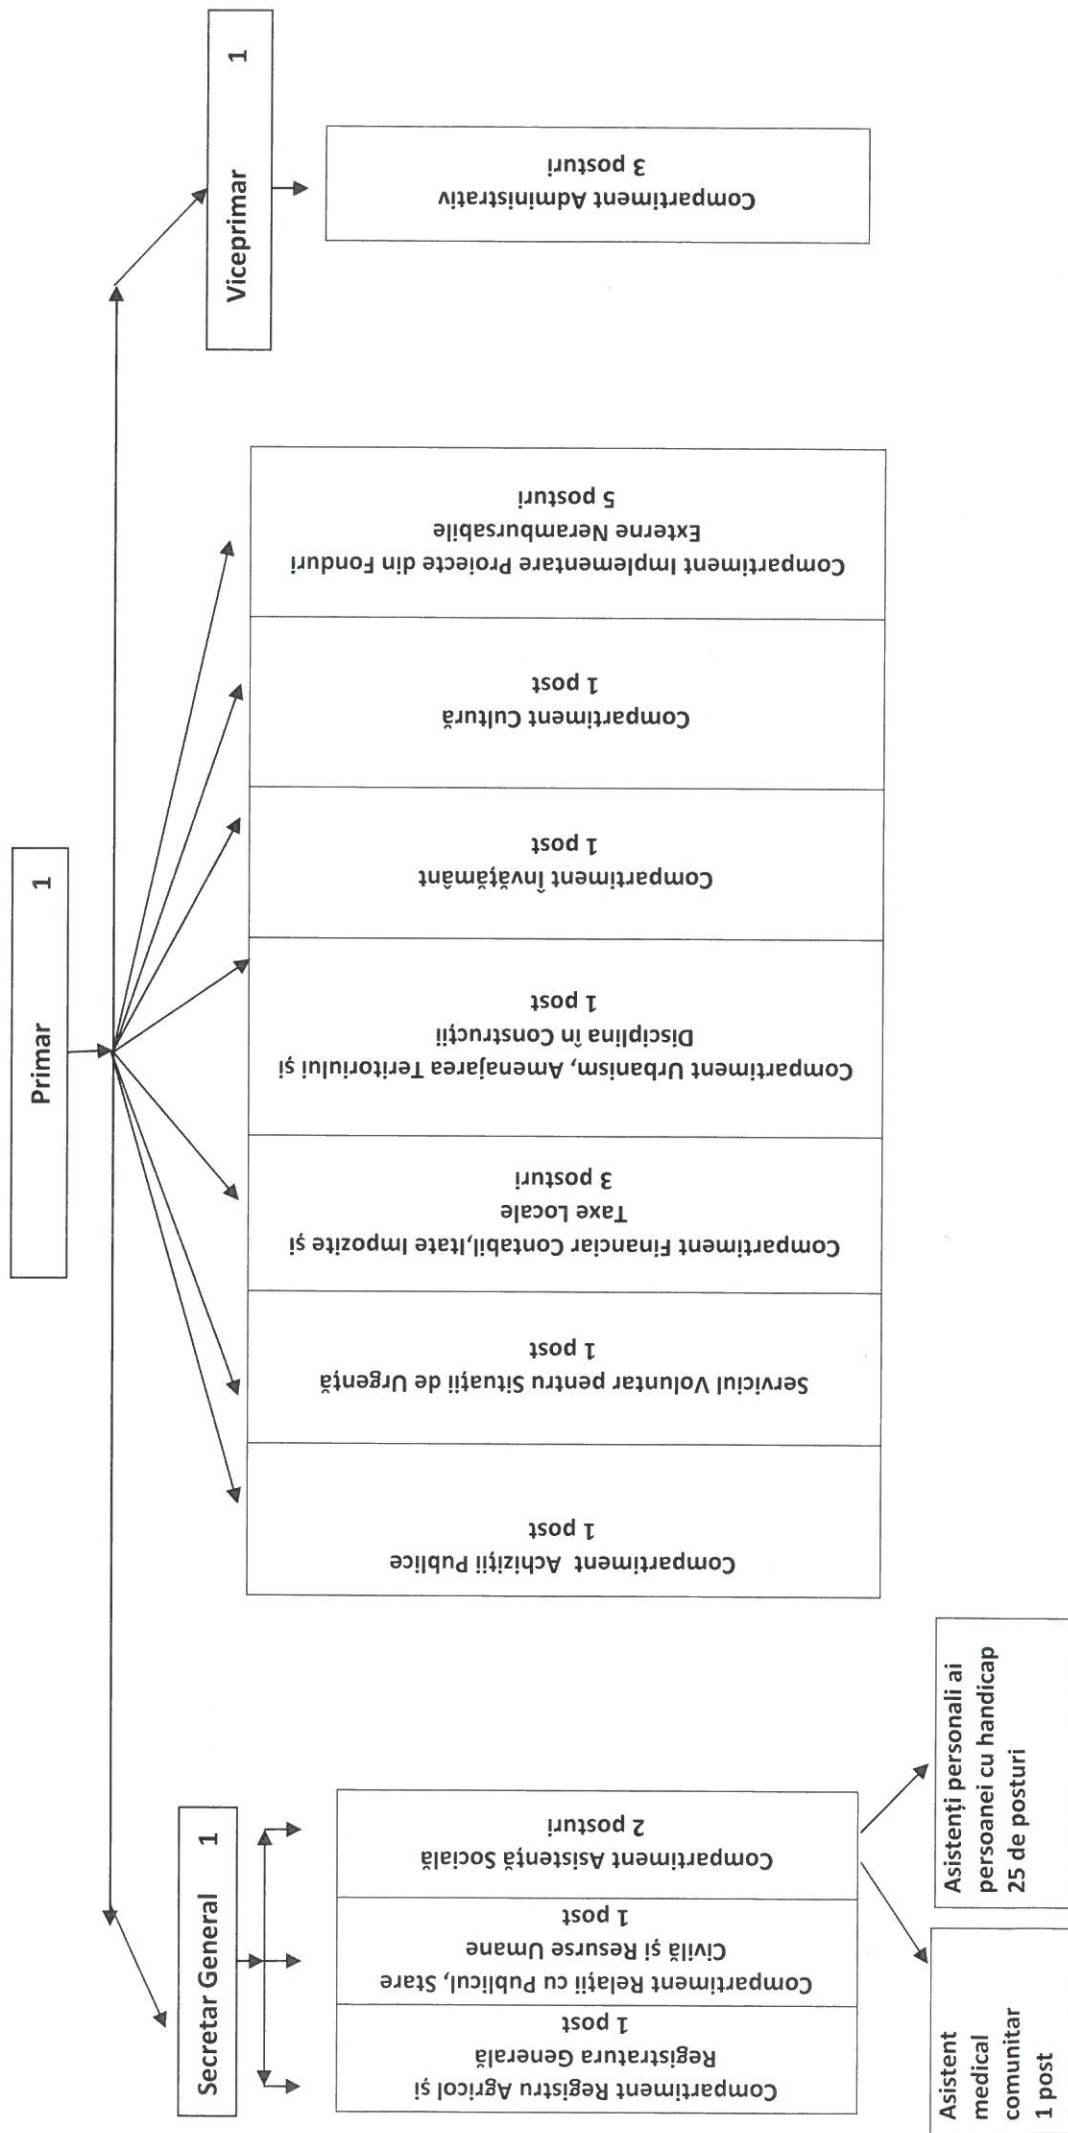 Primar 1
Secretar General 1
Viceprimar 1
Compartiment Registru Agricol și
Registratura Generală
1 post
Compartiment Relații cu Publicul, Stare
Civilă și Resurse Umane
1 post
Compartiment Asistență Socială
2 posturi
Compartiment Achiziții Publice
1 post
Serviciul Voluntar pentru Situații de Urgență
1 post
Compartiment Financiar Contabil,Itate Impozite și
Taxe Locale
3 posturi
Compartiment Urbanism, Amenajarea Teritoriului și
Disciplina în Construcții
1 post
Compartiment Învățământ
1 post
Compartiment Cultură
1 post
Compartiment Implementare Proiecte din Fonduri
Externe Nerambursabile
5 posturi
Compartiment Administrativ
3 posturi
Asistent
medical
comunitar
1 post
Asistenți personali ai
persoanei cu handicap
25 de posturi